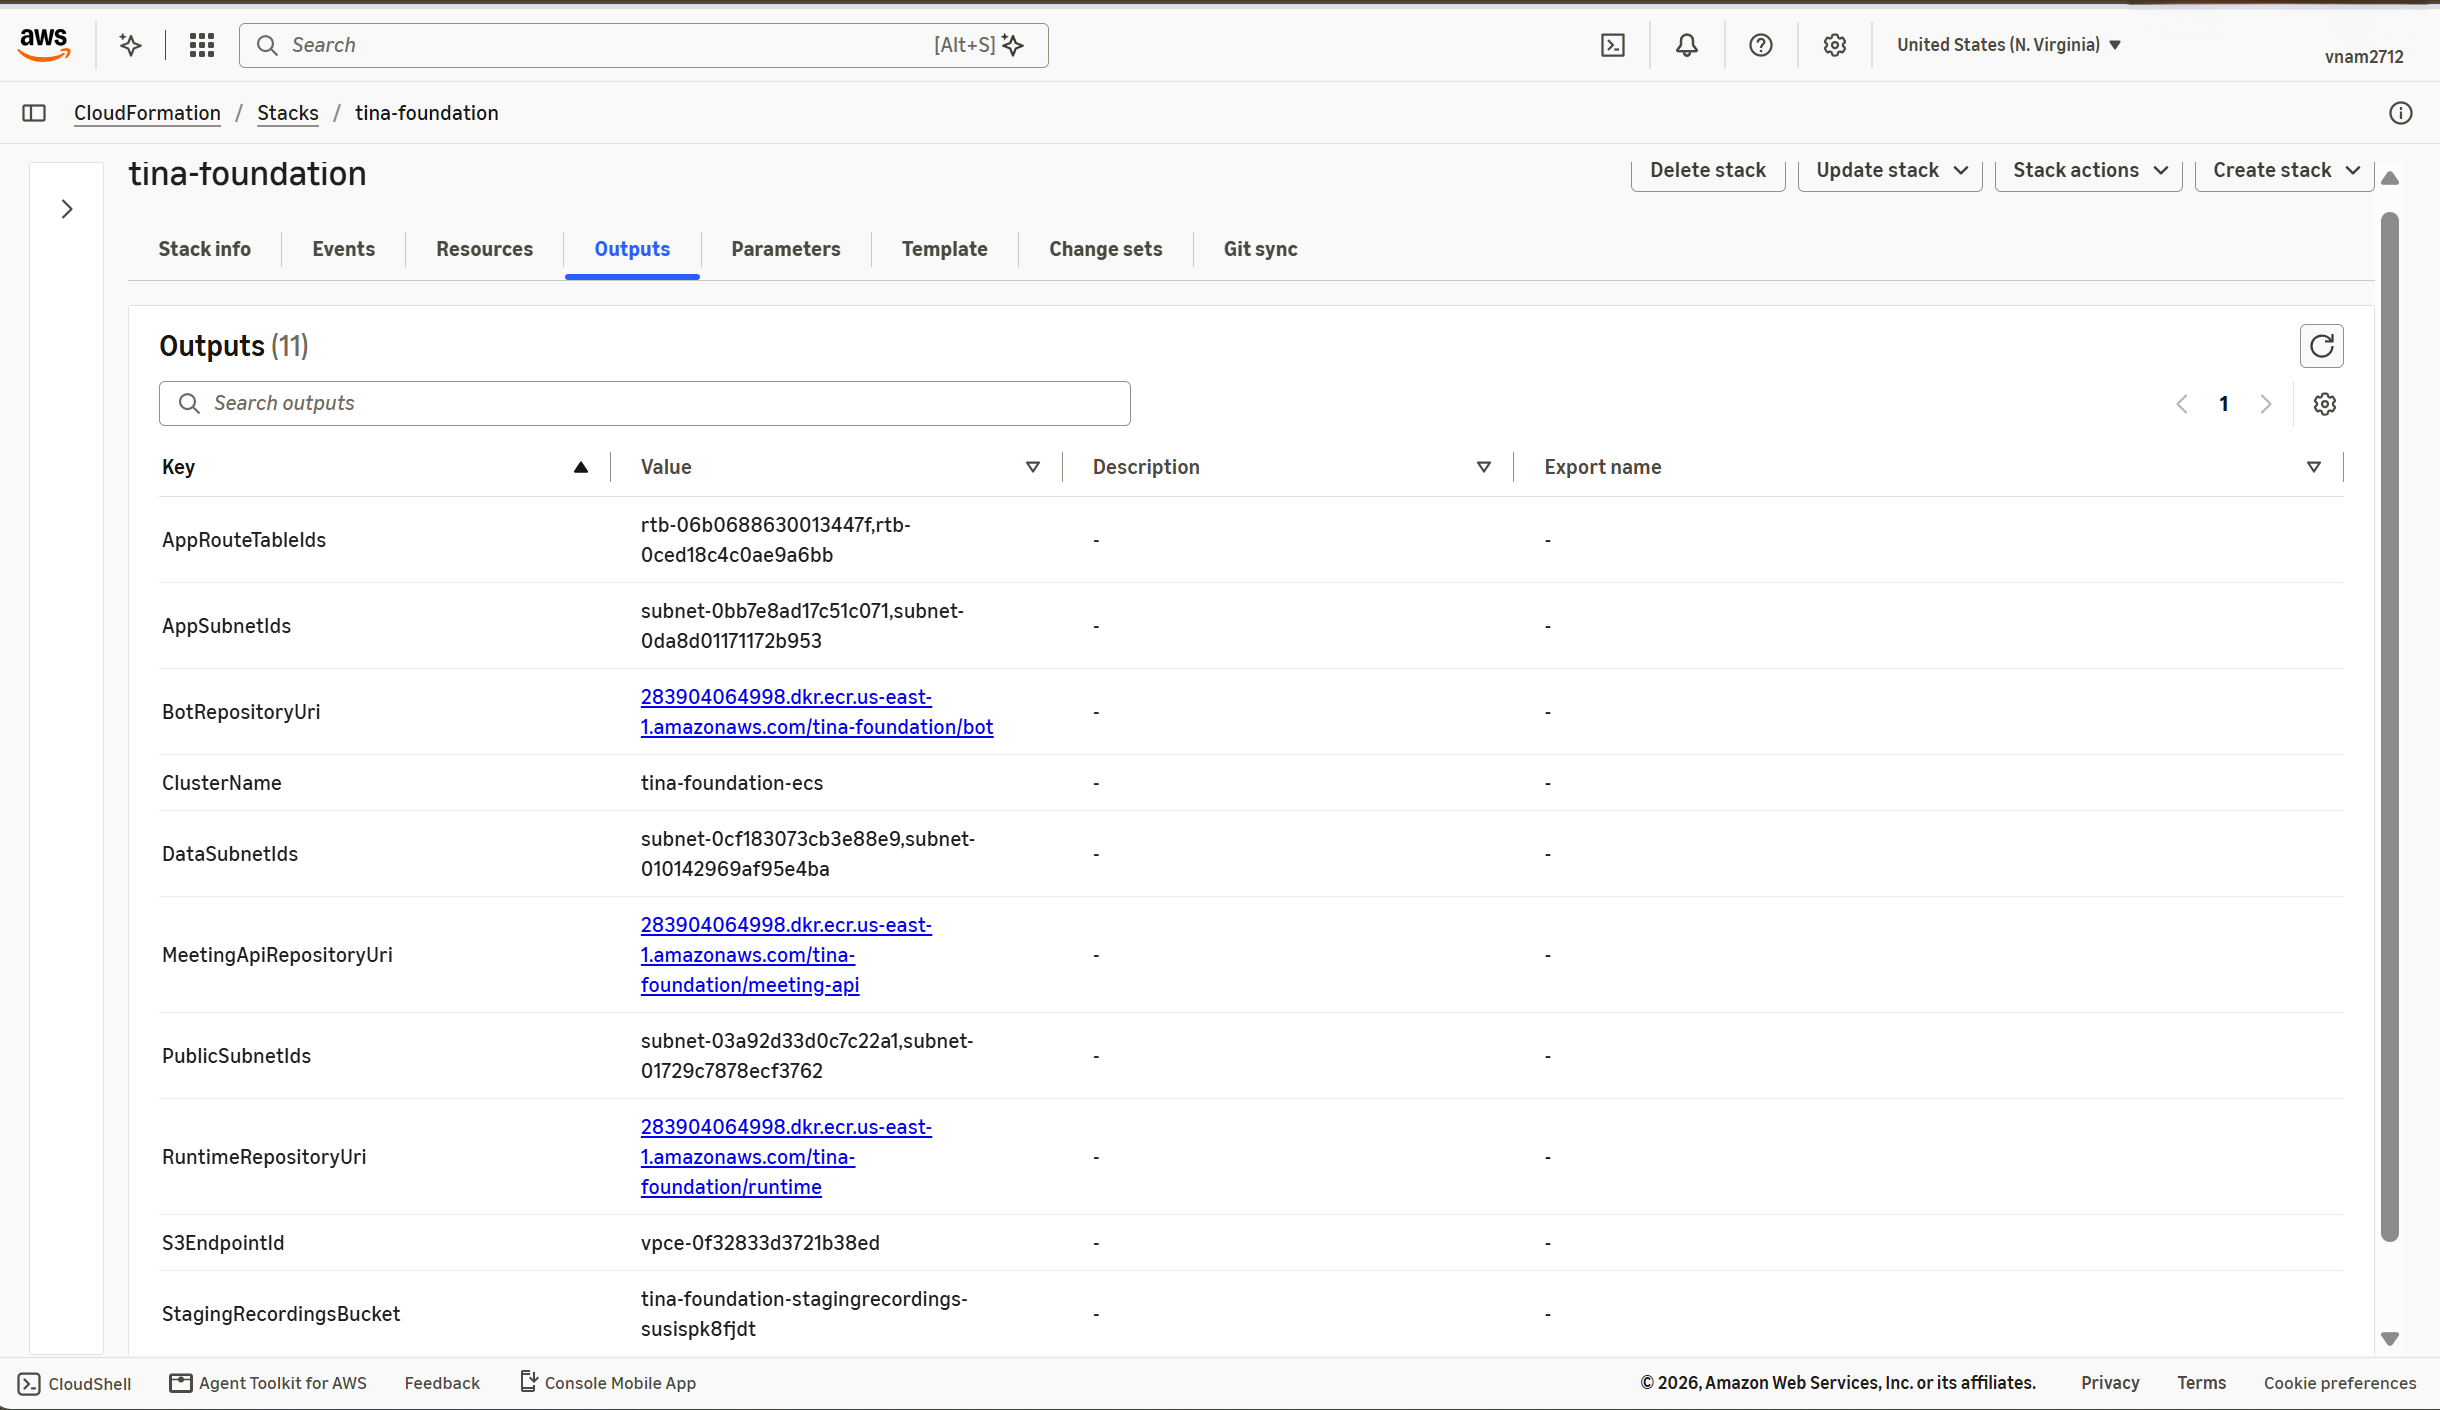 aws
Search [Alt+S]
United States (N. Virginia)
vnam2712
CloudFormation / Stacks / tina-foundation
tina-foundation
Delete stack
Update stack
Stack actions
Create stack
Stack info
Events
Resources
Outputs
Parameters
Template
Change sets
Git sync
Outputs (11)
Search outputs
1
Key Value Description Export name
AppRouteTableIds
rtb-06b0688630013447f,rtb-
0ced18c4c0ae9a6bb
-
-
AppSubnetIds
subnet-0bb7e8ad17c51c071,subnet-
0da8d01171172b953
-
-
BotRepositoryUri
283904064998.dkr.ecr.us-east-
1.amazonaws.com/tina-foundation/bot
-
-
ClusterName
tina-foundation-ecs
-
-
DataSubnetIds
subnet-0cf183073cb3e88e9,subnet-
010142969af95e4ba
-
-
MeetingApiRepositoryUri
283904064998.dkr.ecr.us-east-
1.amazonaws.com/tina-
foundation/meeting-api
-
-
PublicSubnetIds
subnet-03a92d33d0c7c22a1,subnet-
01729c7878ecf3762
-
-
RuntimeRepositoryUri
283904064998.dkr.ecr.us-east-
1.amazonaws.com/tina-
foundation/runtime
-
-
S3EndpointId
vpce-0f32833d3721b38ed
-
-
StagingRecordingsBucket
tina-foundation-stagingrecordings-
susispk8fjdt
-
-
CloudShell
Agent Toolkit for AWS
Feedback
Console Mobile App
© 2026, Amazon Web Services, Inc. or its affiliates.
Privacy
Terms
Cookie preferences